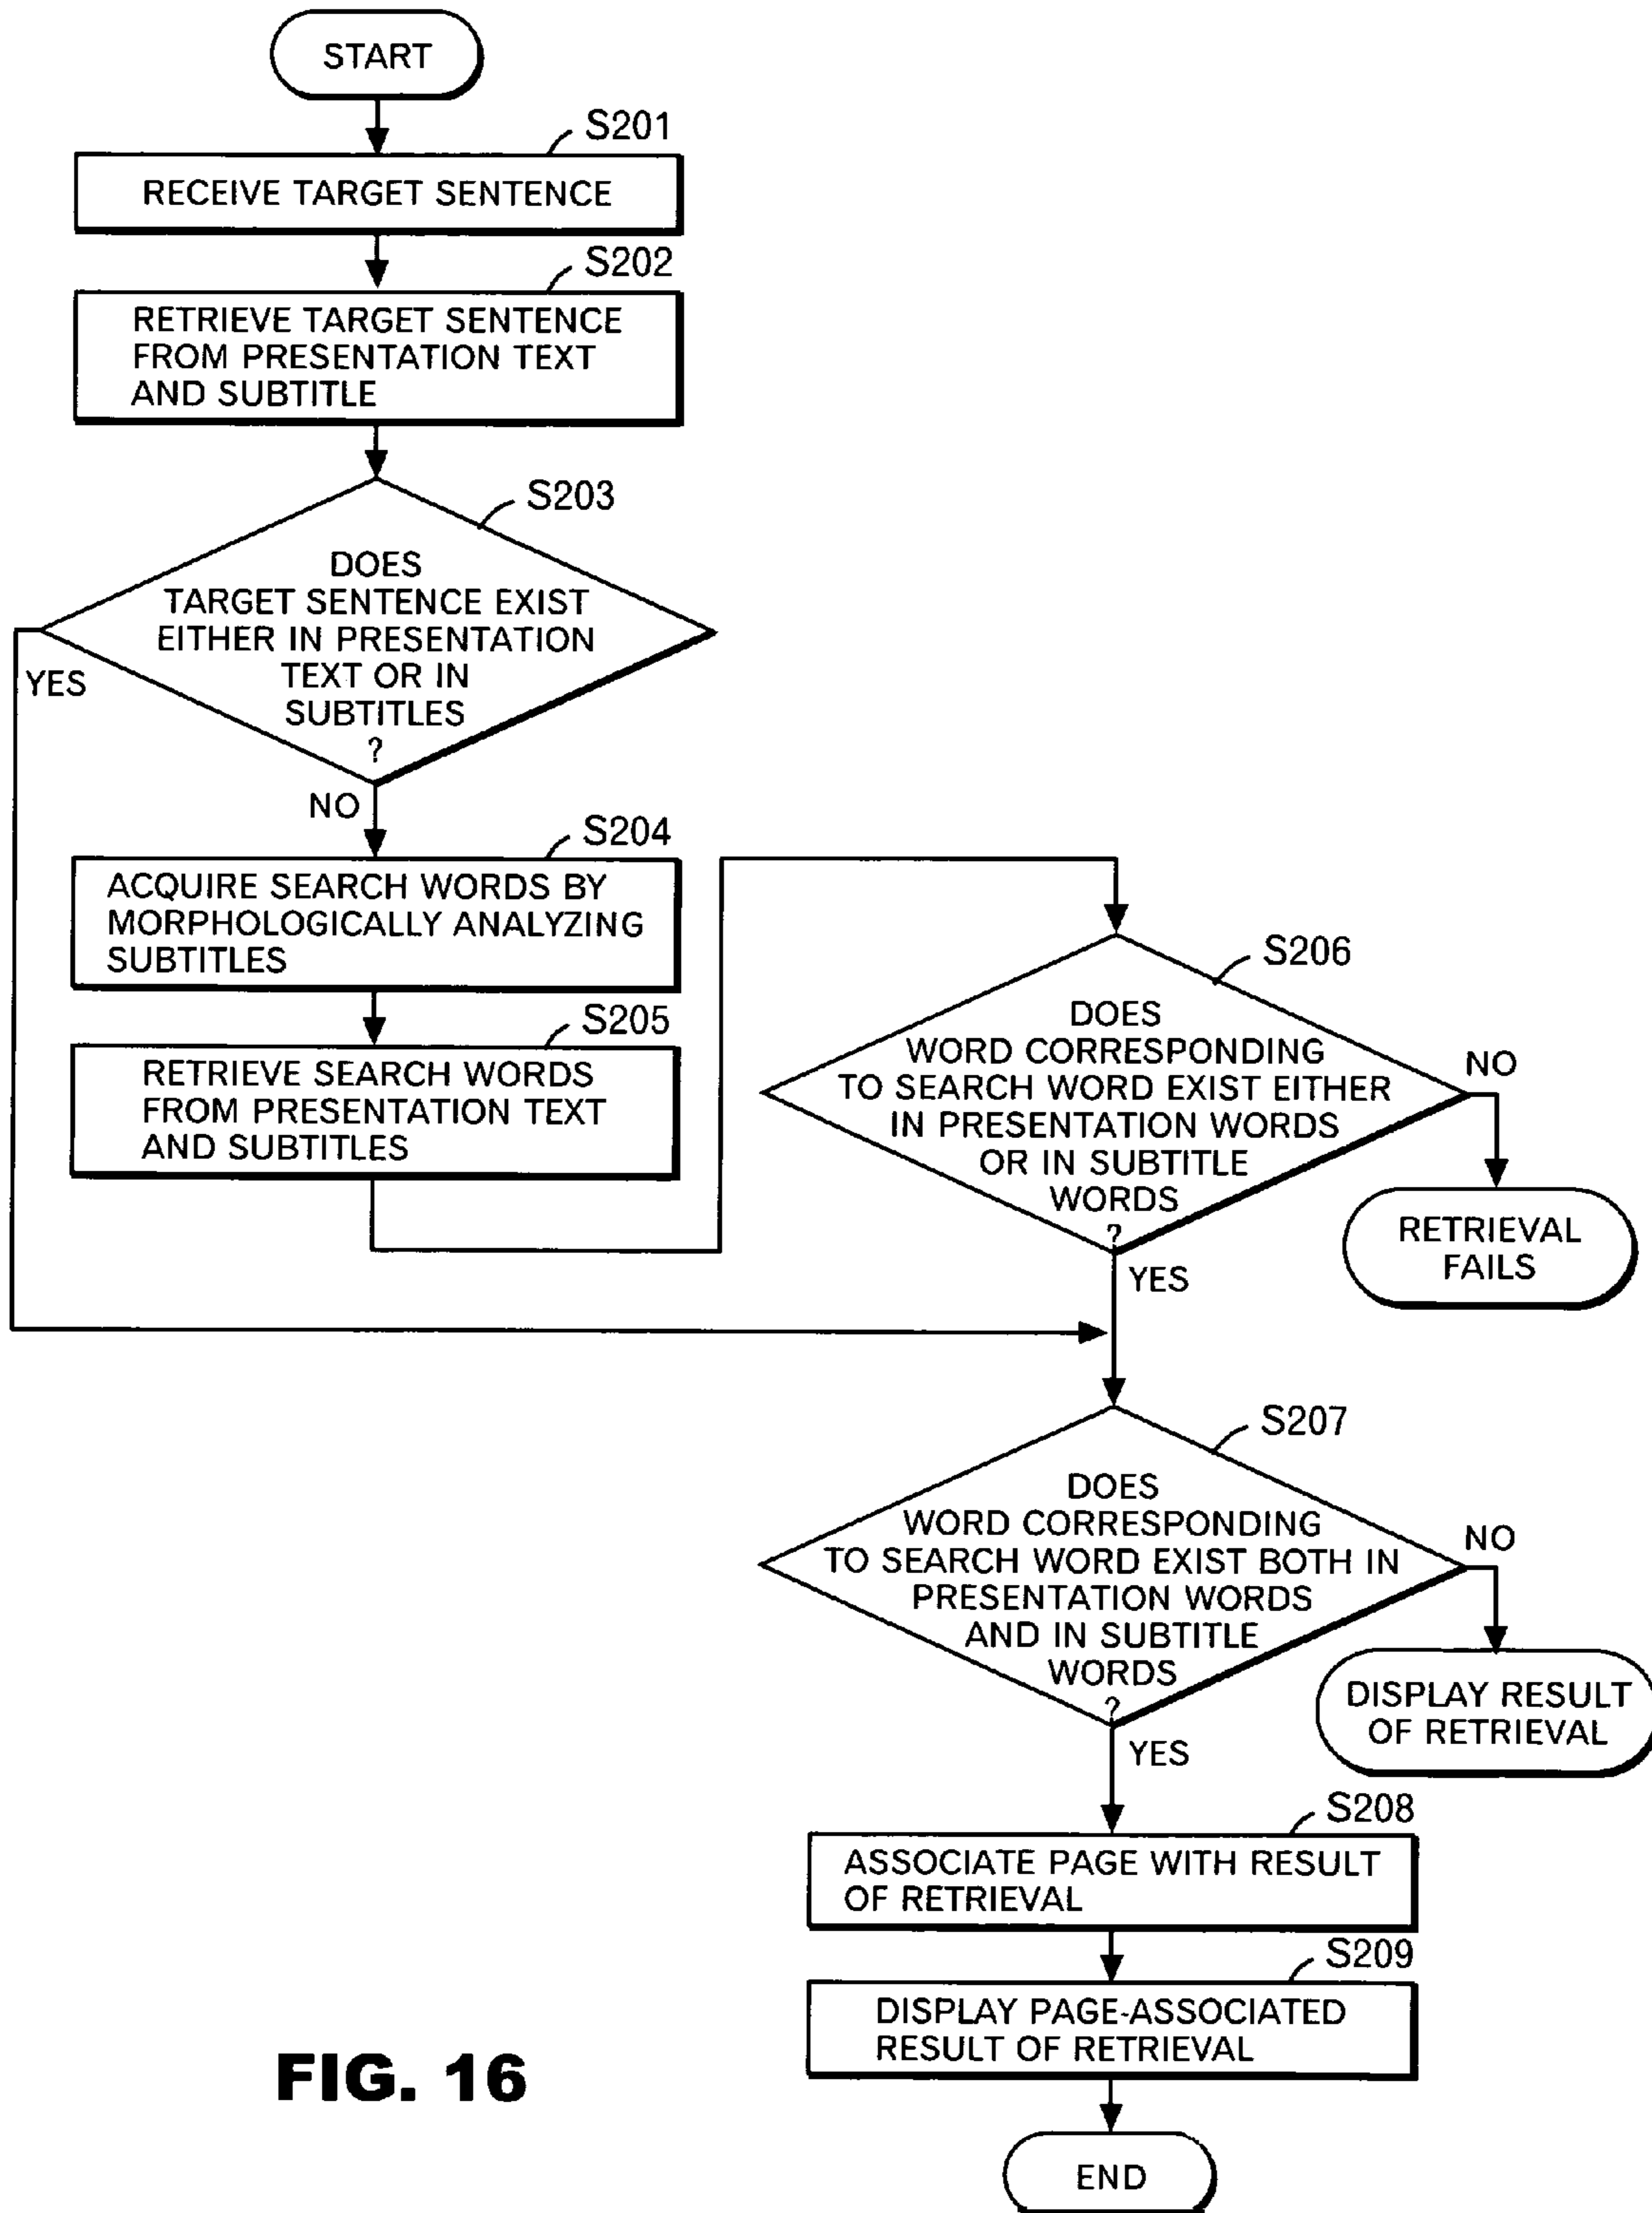 START
S201
RECEIVE TARGET SENTENCE
S202
RETRIEVE TARGET SENTENCE
FROM PRESENTATION TEXT
AND SUBTITLE
S203
DOES
TARGET SENTENCE EXIST
EITHER IN PRESENTATION
TEXT OR IN
SUBTITLES
?
YES
NO
S204
ACQUIRE SEARCH WORDS BY
MORPHOLOGICALLY ANALYZING
SUBTITLES
S205
RETRIEVE SEARCH WORDS
FROM PRESENTATION TEXT
AND SUBTITLES
S206
DOES
WORD CORRESPONDING
TO SEARCH WORD EXIST EITHER
IN PRESENTATION WORDS
OR IN SUBTITLE
WORDS
?
NO
RETRIEVAL
FAILS
YES
S207
DOES
WORD CORRESPONDING
TO SEARCH WORD EXIST BOTH IN
PRESENTATION WORDS
AND IN SUBTITLE
WORDS
?
NO
DISPLAY RESULT
OF RETRIEVAL
YES
S208
ASSOCIATE PAGE WITH RESULT
OF RETRIEVAL
S209
DISPLAY PAGE-ASSOCIATED
RESULT OF RETRIEVAL
END
FIG. 16